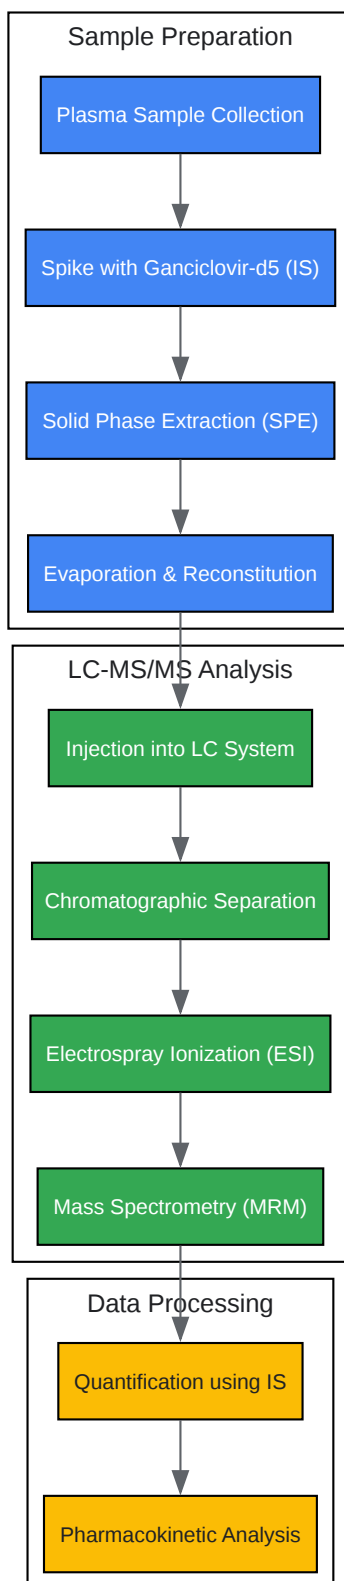 Sample Preparation
Plasma Sample Collection
Spike with Ganciclovir-d5 (IS)
Solid Phase Extraction (SPE)
Evaporation & Reconstitution
LC-MS/MS Analysis
Injection into LC System
Chromatographic Separation
Electrospray Ionization (ESI)
Mass Spectrometry (MRM)
Data Processing
Quantification using IS
Pharmacokinetic Analysis